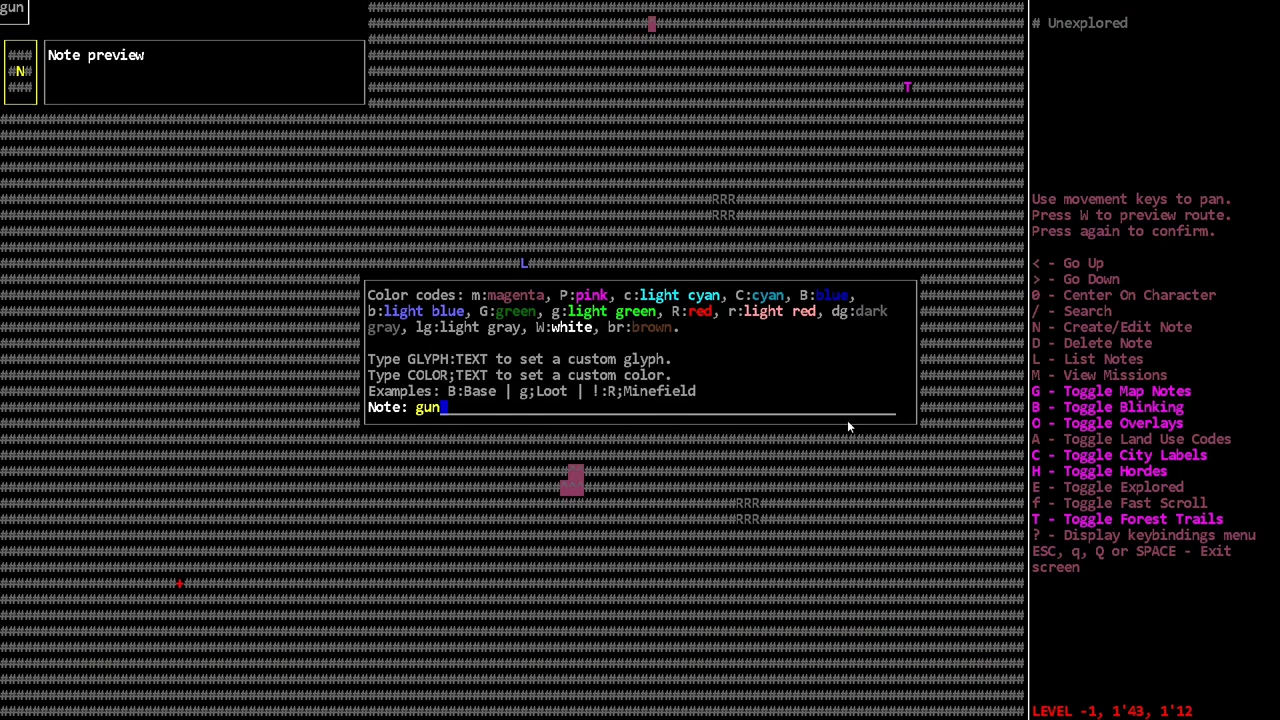 gun
# Unexplored
###
#N#
###
Note preview
T
RRR
RRR
Use movement keys to pan.
Press W to preview route.
Press again to confirm.
L
< - Go Up
> - Go Down
0 - Center On Character
/ - Search
N - Create/Edit Note
D - Delete Note
L - List Notes
M - View Missions
G - Toggle Map Notes
B - Toggle Blinking
O - Toggle Overlays
A - Toggle Land Use Codes
C - Toggle City Labels
H - Toggle Hordes
E - Toggle Explored
f - Toggle Fast Scroll
T - Toggle Forest Trails
? - Display keybindings menu
ESC, q, Q or SPACE - Exit
screen
Color codes: m:magenta, P:pink, c:light cyan, C:cyan, B:blue,
b:light blue, G:green, g:light green, R:red, r:light red, dg:dark
gray, lg:light gray, W:white, br:brown.
Type GLYPH:TEXT to set a custom glyph.
Type COLOR;TEXT to set a custom color.
Examples: B:Base | g;Loot | !:R;Minefield
Note: gun
RRR
RRR
+
LEVEL -1, 1'43, 1'12